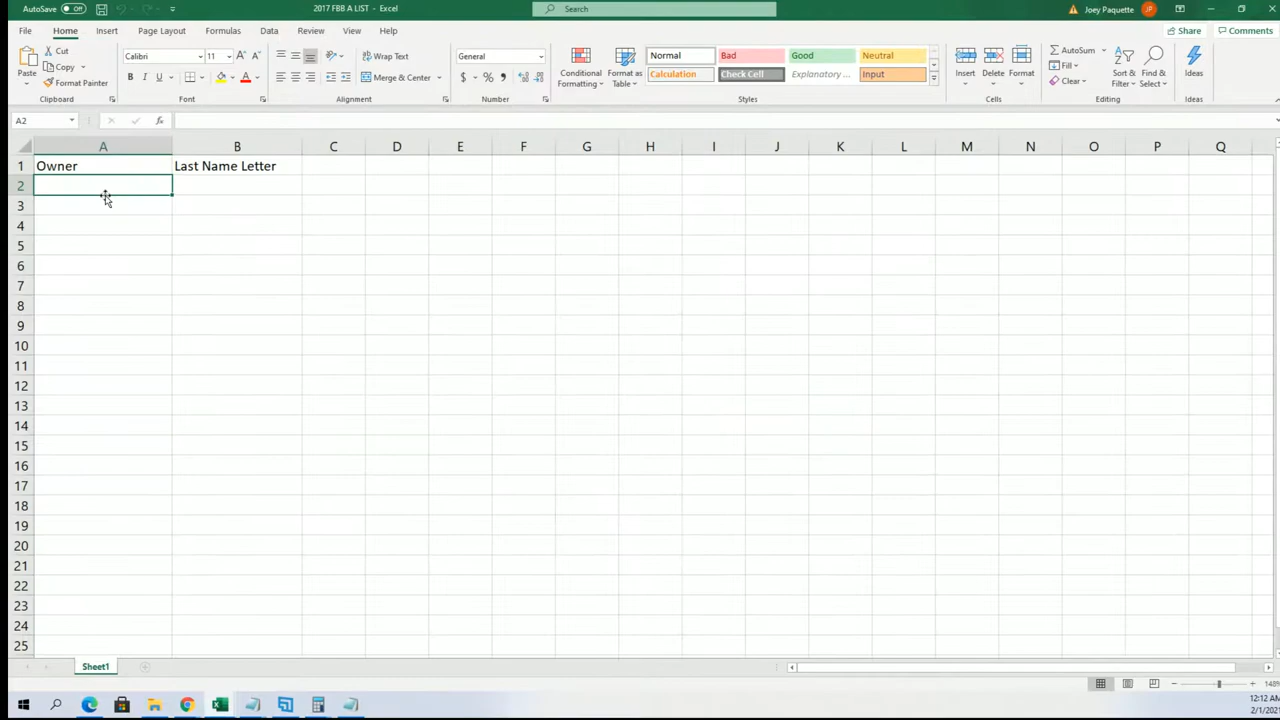 AutoSave Off 2017 FBB A LIST - Excel Search Joey Paquette JP
File Home Insert Page Layout Formulas Data Review View Help Share Comments
Paste Cut Copy Format Painter Clipboard
Calibri 11 A A B I U A Font
Wrap Text Merge & Center Alignment
General $ % , Number
Conditional Formatting Format as Table Normal Bad Good Neutral Calculation Check Cell Explanatory ... Input Styles
Insert Delete Format Cells
AutoSum Fill Clear Sort & Filter Find & Select Editing
Ideas Ideas
A2 fx
A B C D E F G H I J K L M N O P Q
1 Owner Last Name Letter
2
3
4
5
6
7
8
9
10
11
12
13
14
15
16
17
18
19
20
21
22
23
24
25
Sheet1
148%
12:12 AM
2/1/2021